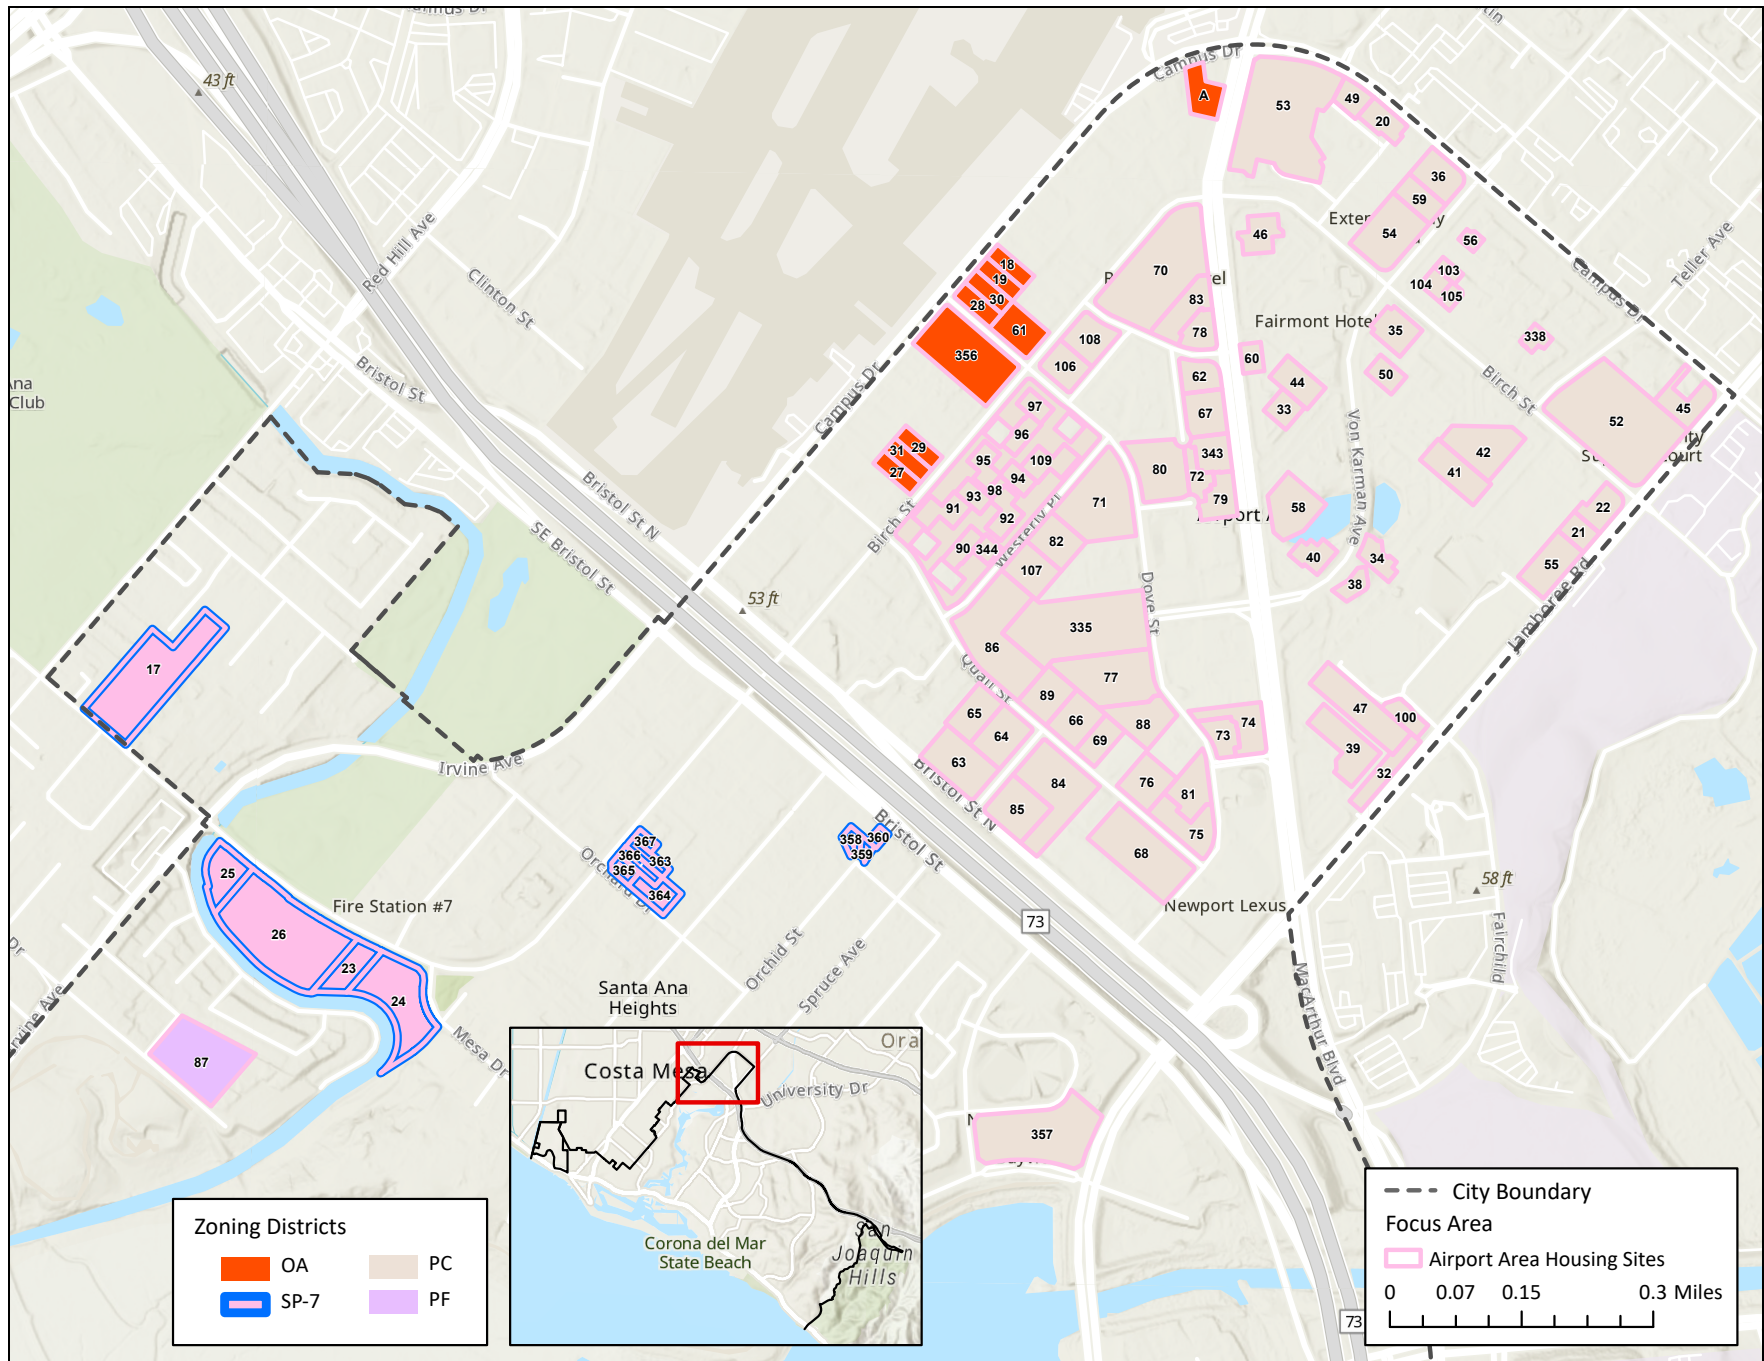 43 ft
Campus Dr
A
53
49
20
36
59
54
56
46
70
83
78
103
104
105
Red Hill Ave
Clinton St
Teller Ave
Campus Dr
18
19
28
30
61
356
108
106
Fairmont Hotel
35
338
60
62
44
50
33
67
Birch St
Bristol St
Campus Dr
52
45
97
96
95
109
94
93
98
91
92
90
344
31
29
27
Birch St
Westerly Pl
71
80
343
72
79
42
41
Von Karman Ave
58
22
21
55
40
34
38
82
107
Bristol St N
SE Bristol St
53 ft
Dove St
Jamboree Rd
335
86
77
17
Quail St
89
66
69
88
65
64
63
74
73
47
100
39
32
Irvine Ave
84
85
76
81
75
68
Bristol St N
Bristol St
358
360
359
367
366
363
365
364
Orchard Dr
25
26
23
24
Fire Station #7
Newport Lexus
58 ft
73
Fairchild
Orchid St
Spruce Ave
Santa Ana
Heights
Mesa Dr
Irvine Ave
87
MacArthur Blvd
357
Costa Mesa
University Dr
Corona del Mar
State Beach
San
Joaquin
Hills
Zoning Districts
OA
PC
SP-7
PF
City Boundary
Focus Area
Airport Area Housing Sites
0 0.07 0.15 0.3 Miles
73